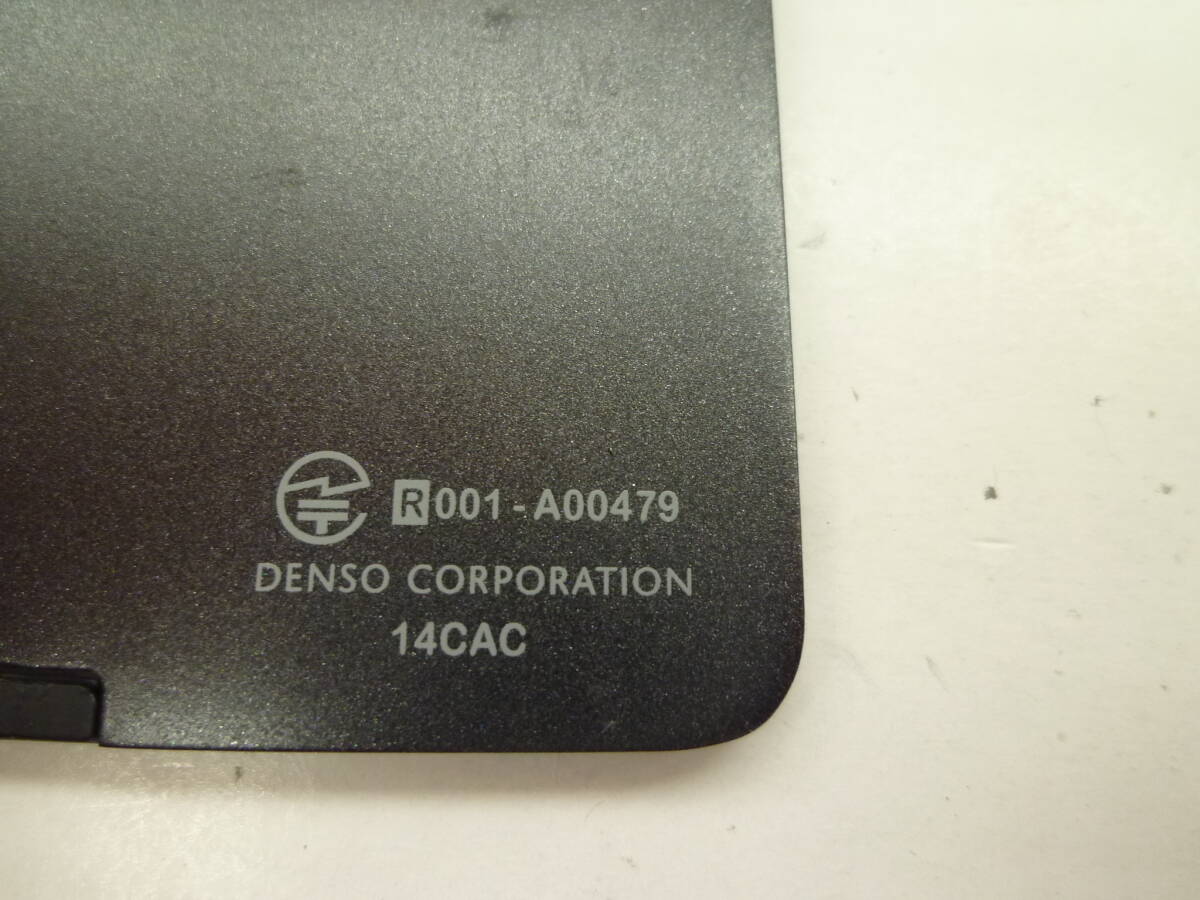 R001-A00479
DENSO CORPORATION
14CAC